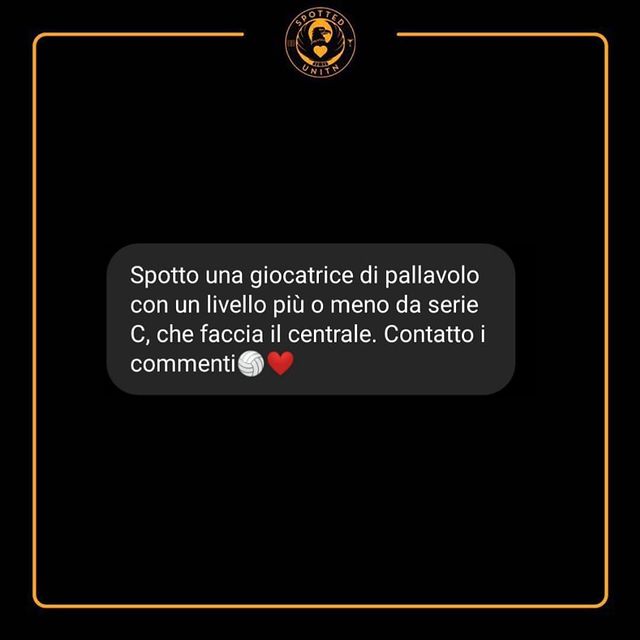 SPOTTED
UNITN
Spotto una giocatrice di pallavolo
con un livello più o meno da serie
C, che faccia il centrale. Contatto i
commenti🏐❤️